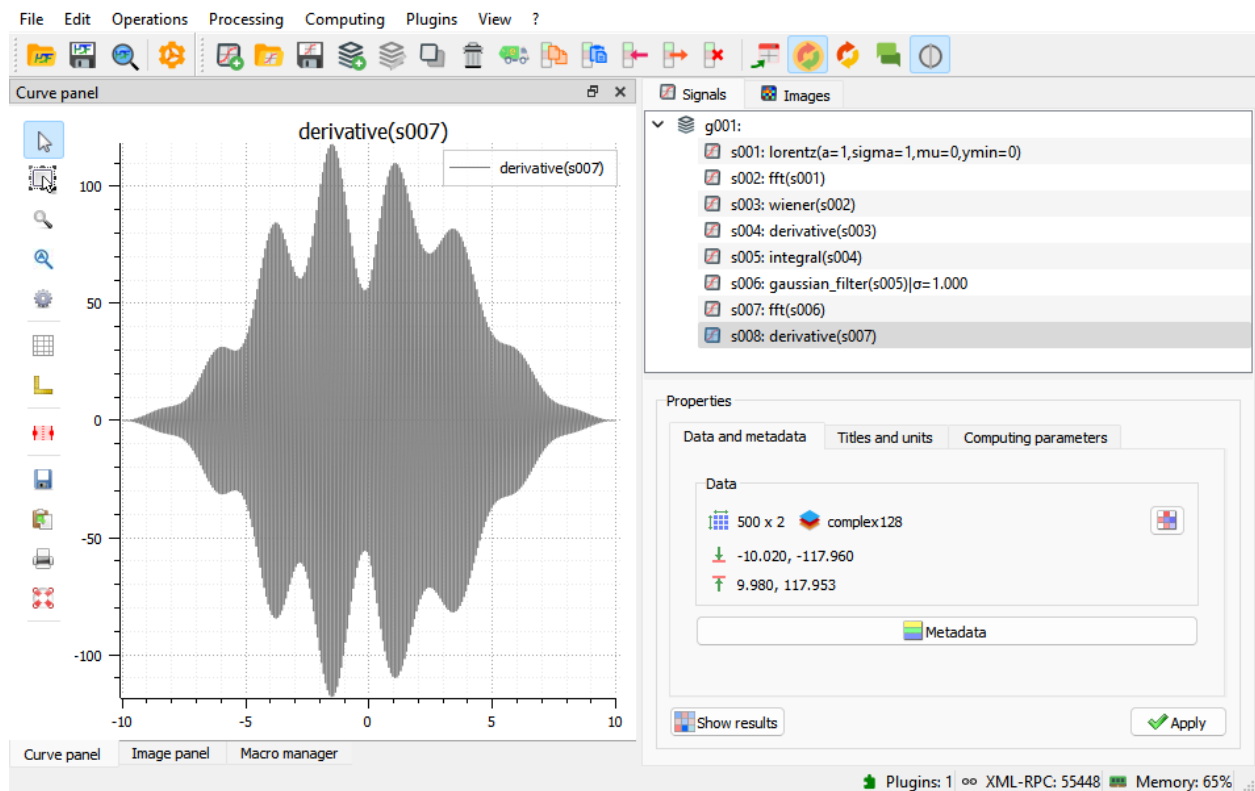 File Edit Operations Processing Computing Plugins View ?
Curve panel
Signals Images
derivative(s007)
derivative(s007)
100
50
0
-50
-100
-10 -5 0 5 10
g001:
s001: lorentz(a=1,sigma=1,mu=0,ymin=0)
s002: fft(s001)
s003: wiener(s002)
s004: derivative(s003)
s005: integral(s004)
s006: gaussian_filter(s005)|σ=1.000
s007: fft(s006)
s008: derivative(s007)
Properties
Data and metadata Titles and units Computing parameters
Data
500 x 2 complex128
-10.020, -117.960
9.980, 117.953
Metadata
Show results Apply
Curve panel Image panel Macro manager
Plugins: 1 XML-RPC: 55448 Memory: 65%